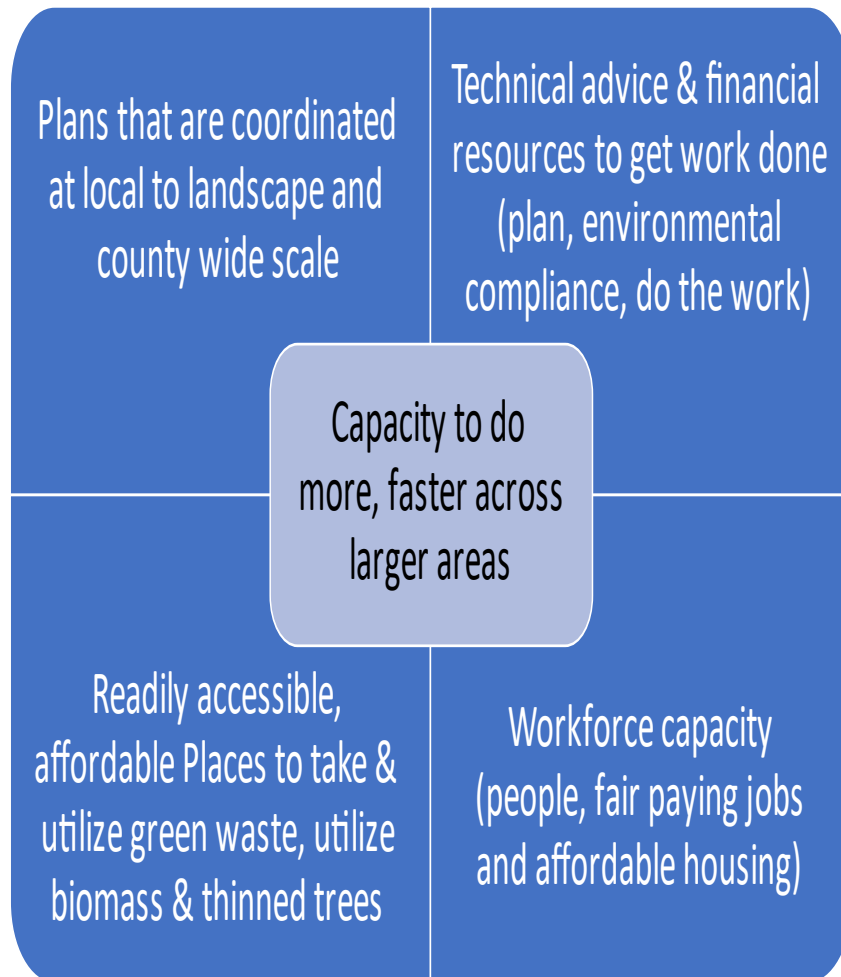 Plans that are coordinated
at local to landscape and
county wide scale
Technical advice & financial
resources to get work done
(plan, environmental
compliance, do the work)
Capacity to do
more, faster across
larger areas
Readily accessible,
affordable Places to take &
utilize green waste, utilize
biomass & thinned trees
Workforce capacity
(people, fair paying jobs
and affordable housing)